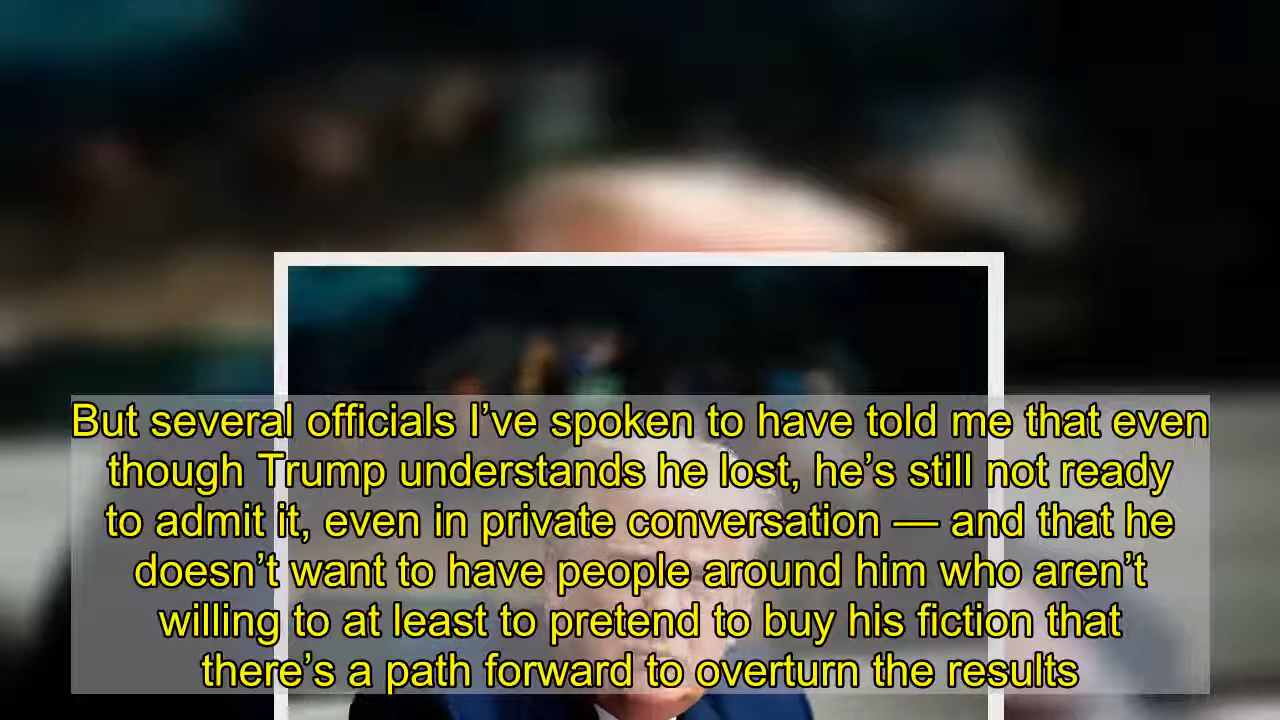 But several officials I’ve spoken to have told me that even
though Trump understands he lost, he’s still not ready
to admit it, even in private conversation — and that he
doesn’t want to have people around him who aren’t
willing to at least to pretend to buy his fiction that
there’s a path forward to overturn the results